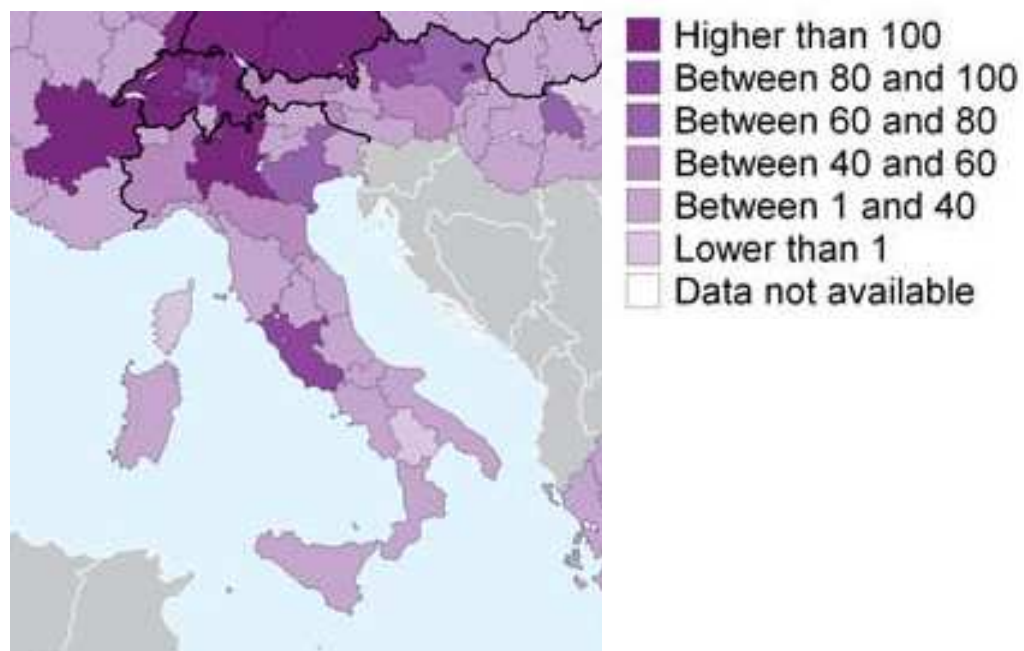 Higher than 100
Between 80 and 100
Between 60 and 80
Between 40 and 60
Between 1 and 40
Lower than 1
Data not available